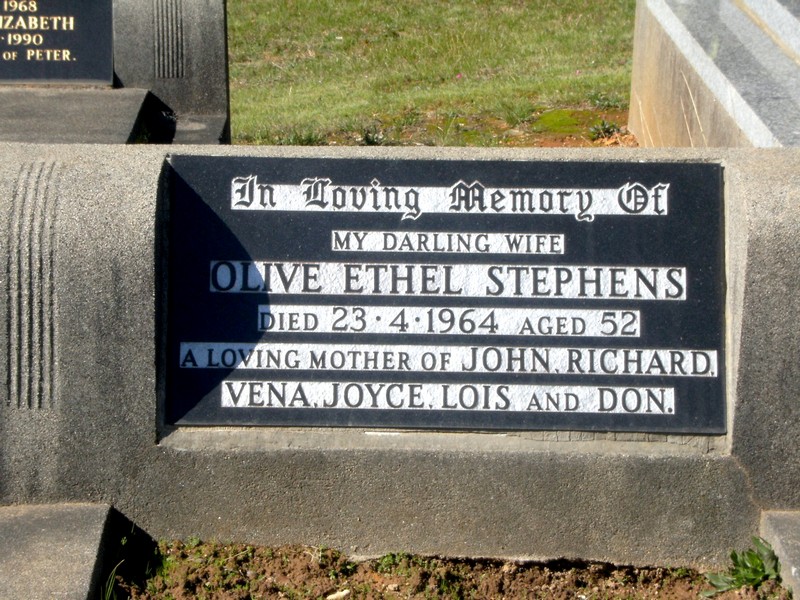 1968
IZABETH
-1990
OF PETER.
In Loving Memory Of
MY DARLING WIFE
OLIVE ETHEL STEPHENS
DIED 23·4·1964 AGED 52
A LOVING MOTHER OF JOHN, RICHARD,
VENA, JOYCE, LOIS AND DON.